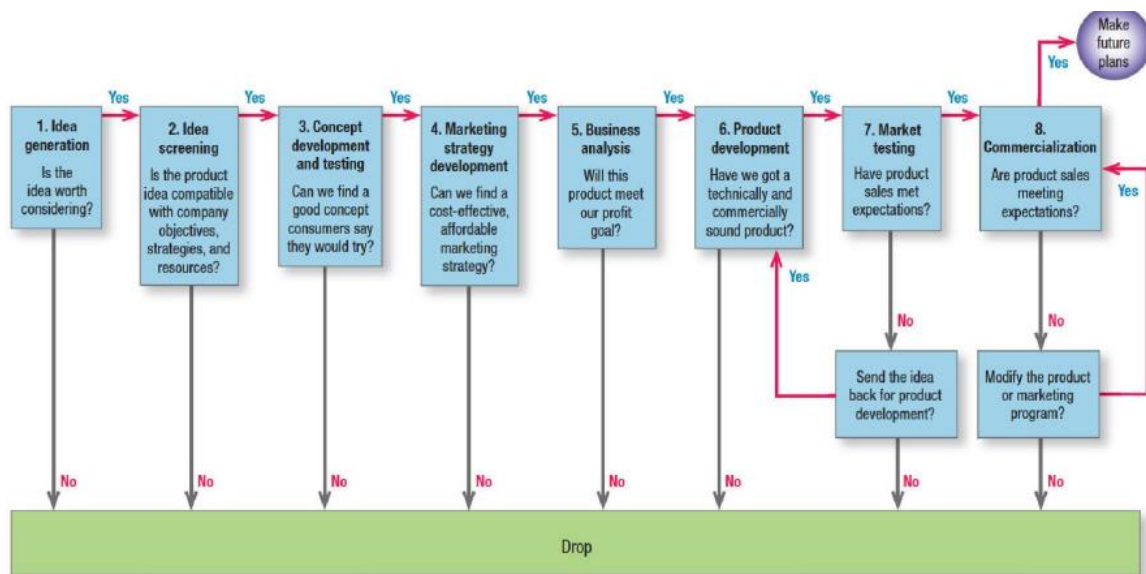 Make
future
plans
Yes
Yes
Yes
Yes
Yes
Yes
Yes
Yes
1. Idea
generation
Is the
idea worth
considering?
2. Idea
screening
Is the product
idea compatible
with company
objectives,
strategies, and
resources?
3. Concept
development
and testing
Can we find a
good concept
consumers say
they would try?
4. Marketing
strategy
development
Can we find a
cost-effective,
affordable
marketing
strategy?
5. Business
analysis
Will this
product meet
our profit
goal?
6. Product
development
Have we got a
technically and
commercially
sound product?
7. Market
testing
Have product
sales met
expectations?
8.
Commercialization
Are product sales
meeting
expectations?
Yes
Yes
No
No
Send the idea
back for product
development?
Modify the product
or marketing
program?
No
No
No
No
No
No
No
No
Drop